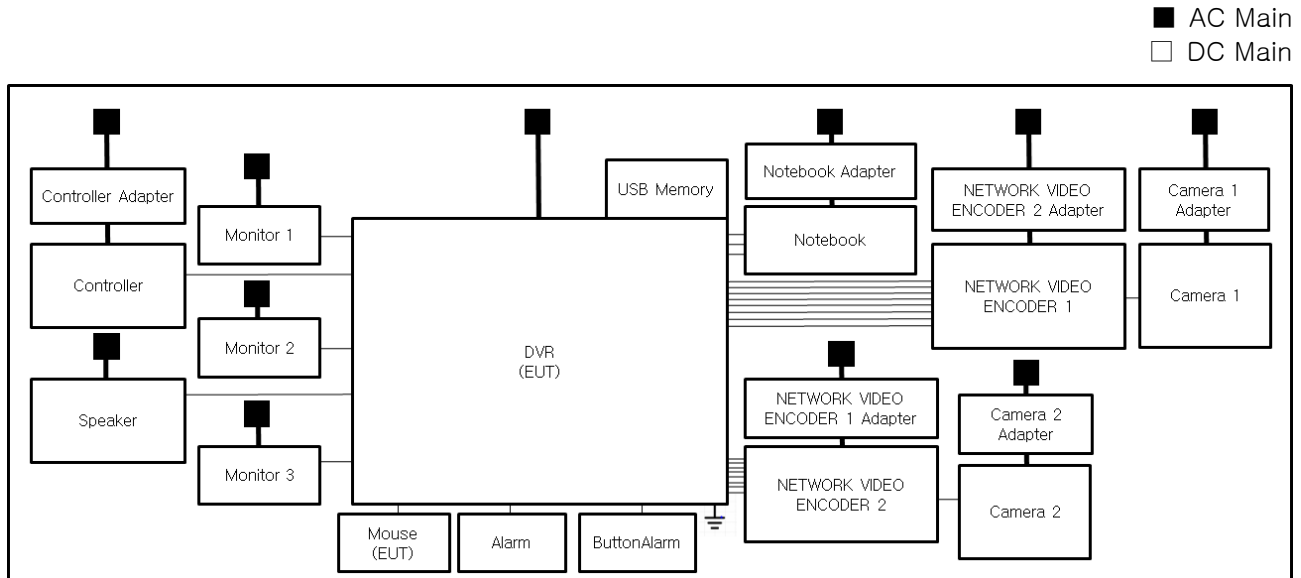 AC Main
DC Main
Controller Adapter
Controller
Speaker
Monitor 1
Monitor 2
Monitor 3
USB Memory
DVR
(EUT)
Mouse
(EUT)
Alarm
ButtonAlarm
Notebook Adapter
Notebook
NETWORK VIDEO
ENCODER 2 Adapter
NETWORK VIDEO
ENCODER 1
Camera 1
Adapter
Camera 1
NETWORK VIDEO
ENCODER 1 Adapter
NETWORK VIDEO
ENCODER 2
Camera 2
Adapter
Camera 2